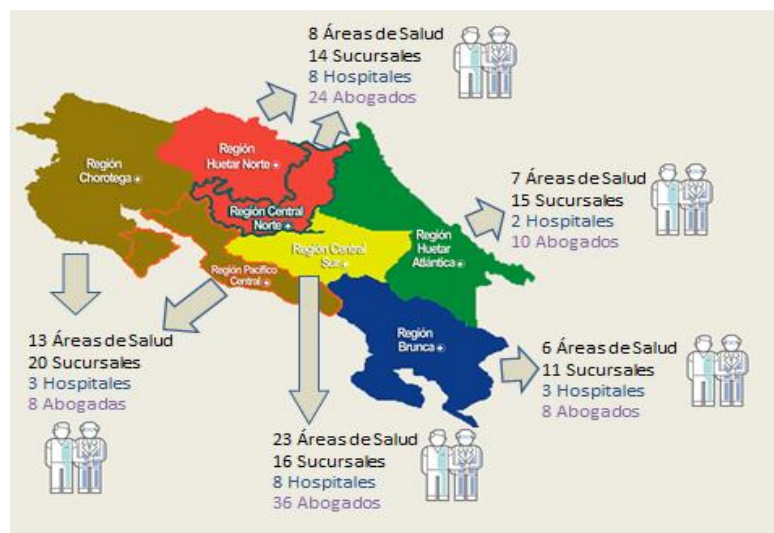 8 Áreas de Salud
14 Sucursales
8 Hospitales
24 Abogados
Región
Chorotega
Región
Huetar Norte
Región Central
Norte
Región Central
Sur
Región Pacífico
Central
Región
Huetar
Atlántica
Región
Brunca
7 Áreas de Salud
15 Sucursales
2 Hospitales
10 Abogados
13 Áreas de Salud
20 Sucursales
3 Hospitales
8 Abogadas
6 Áreas de Salud
11 Sucursales
3 Hospitales
8 Abogados
23 Áreas de Salud
16 Sucursales
8 Hospitales
36 Abogados